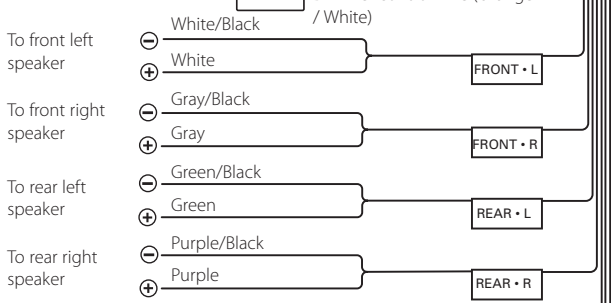 / White)
White/Black
To front left
speaker
White
FRONT • L
Gray/Black
To front right
speaker
Gray
FRONT • R
Green/Black
To rear left
speaker
Green
REAR • L
Purple/Black
To rear right
speaker
Purple
REAR • R